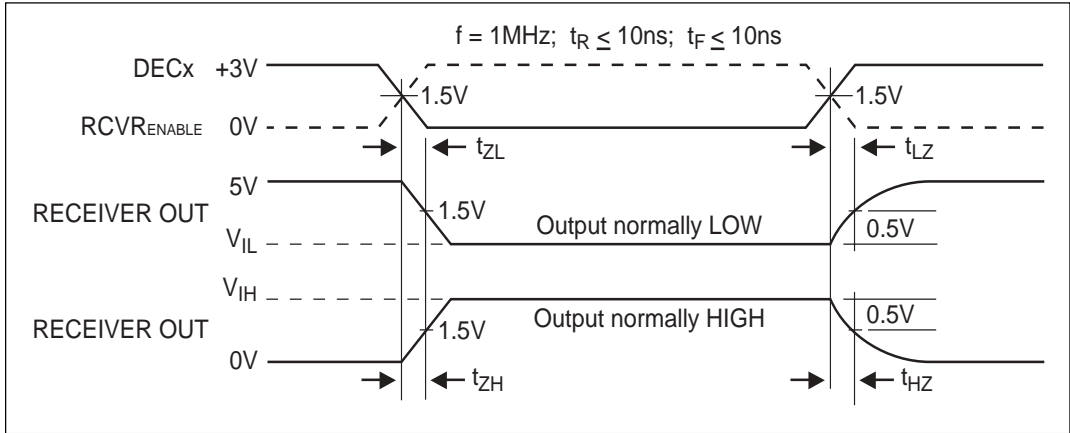 f = 1MHz; tR ≤ 10ns; tF ≤ 10ns
DECx +3V
1.5V
1.5V
RCVRENABLE 0V
tZL
tLZ
5V
RECEIVER OUT
1.5V
Output normally LOW
0.5V
VIL
VIH
RECEIVER OUT
1.5V
Output normally HIGH
0.5V
0V
tZH
tHZ